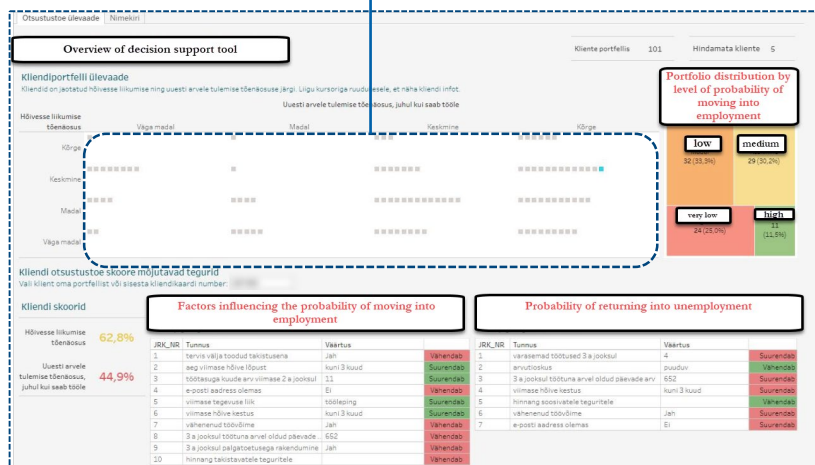 Otsustustoe ülevaade Nimekiri
Overview of decision support tool
Kliente portfellis 101 Hindamata kliente 5
Kliendiportfelli ülevaade
Kliendid on jaotatud hõivesse liikumise ning uuesti arvele tulemise tõenäosuse järgi. Liigu kursoriga ruudukesele, et näha kliendi infot.
Portfolio distribution by
level of probability of
moving into
employment
Uuesti arvele tulemise tõenäosus, juhul kui saab tööle
Hõivesse liikumise
tõenäosus
Väga madal Madal Keskmine Kõrge
Kõrge
Keskmine
Madal
Väga madal
low
32 (33,3%)
medium
29 (30,2%)
very low
24 (25,0%)
high
11
(11,5%)
Kliendi otsustustoe skoore mõjutavad tegurid
Vali klient oma portfellist või sisesta kliendikaardi number:
Kliendi skoorid
Hõivesse liikumise
tõenäosus
62,8%
Uuesti arvele
tulemise tõenäosus,
juhul kui saab tööle
44,9%
Factors influencing the probability of moving into
employment
JRK_NR Tunnus Väärtus
1 tervis välja toodud takistusena Jah Vähendab
2 aeg viimase hõive lõpust kuni 3 kuud Suurendab
3 töötasuga kuude arv viimase 2 a jooksul 11 Suurendab
4 e-posti aadress olemas Ei Vähendab
5 viimase tegevuse liik tööleping Suurendab
6 viimase hõive kestus kuni 3 kuud Suurendab
7 vähenenud töövõime Jah Vähendab
8 3 a jooksul töötuna arvel oldud päevade .. 652 Vähendab
9 3 a jooksul palgatoetusega rakendumine Jah Vähendab
10 hinnang takistavatele teguritele Vähendab
Probability of returning into unemployment
JRK_NR Tunnus Väärtus
1 varasemad töötused 3 a jooksul 4 Suurendab
2 arvutioskus puuduv Vähendab
3 3 a jooksul töötuna arvel oldud päevade arv 652 Suurendab
4 viimase hõive kestus kuni 3 kuud Suurendab
5 hinnang soosivatele teguritele Vähendab
6 vähenenud töövõime Jah Suurendab
7 e-posti aadress olemas Ei Suurendab